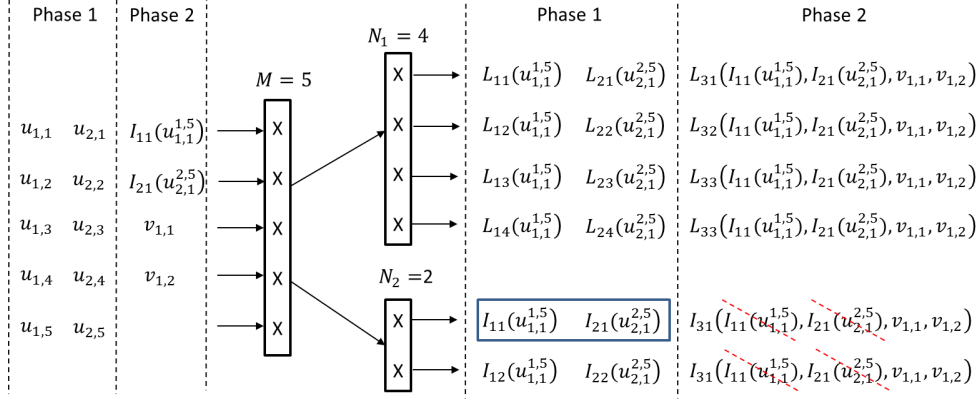 Phase 1 Phase 2 Phase 1 Phase 2
N_1 = 4
M = 5
L_{11}(u_{1,1}^{1,5}) L_{21}(u_{2,1}^{2,5}) L_{31}(I_{11}(u_{1,1}^{1,5}), I_{21}(u_{2,1}^{2,5}), v_{1,1}, v_{1,2})
u_{1,1} u_{2,1} I_{11}(u_{1,1}^{1,5}) X X L_{12}(u_{1,1}^{1,5}) L_{22}(u_{2,1}^{2,5}) L_{32}(I_{11}(u_{1,1}^{1,5}), I_{21}(u_{2,1}^{2,5}), v_{1,1}, v_{1,2})
u_{1,2} u_{2,2} I_{21}(u_{2,1}^{2,5}) X X L_{13}(u_{1,1}^{1,5}) L_{23}(u_{2,1}^{2,5}) L_{33}(I_{11}(u_{1,1}^{1,5}), I_{21}(u_{2,1}^{2,5}), v_{1,1}, v_{1,2})
u_{1,3} u_{2,3} v_{1,1} X X L_{14}(u_{1,1}^{1,5}) L_{24}(u_{2,1}^{2,5}) L_{33}(I_{11}(u_{1,1}^{1,5}), I_{21}(u_{2,1}^{2,5}), v_{1,1}, v_{1,2})
u_{1,4} u_{2,4} v_{1,2} X N_2 =2
u_{1,5} u_{2,5} X X I_{11}(u_{1,1}^{1,5}) I_{21}(u_{2,1}^{2,5}) I_{31}(I_{11}(u_{1,1}^{1,5}), I_{21}(u_{2,1}^{2,5}), v_{1,1}, v_{1,2})
X I_{12}(u_{1,1}^{1,5}) I_{22}(u_{2,1}^{2,5}) I_{31}(I_{11}(u_{1,1}^{1,5}), I_{21}(u_{2,1}^{2,5}), v_{1,1}, v_{1,2})